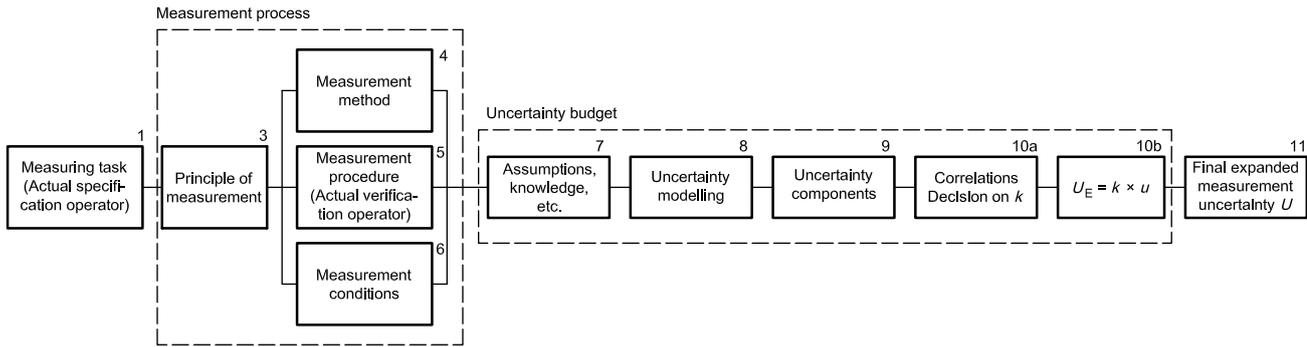 Measurement process
1
Measuring task
(Actual specifi-
cation operator)
3
Principle of
measurement
4
Measurement
method
5
Measurement
procedure
(Actual verifica-
tion operator)
6
Measurement
conditions
Uncertainty budget
7
Assumptions,
knowledge,
etc.
8
Uncertainty
modelling
9
Uncertainty
components
10a
Correlations
Decision on k
10b
UE = k × u
11
Final expanded
measurement
uncertainty U